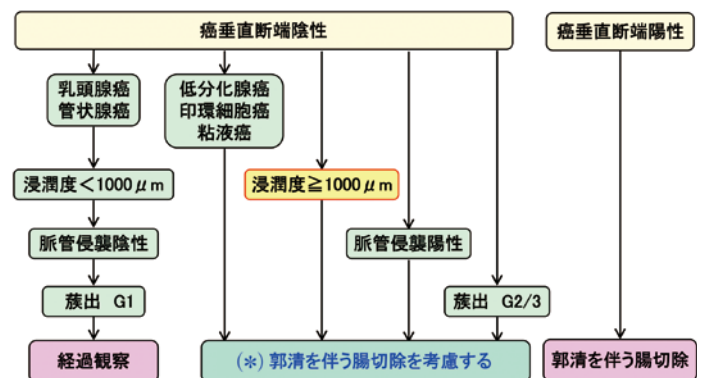 癌垂直断端陰性
癌垂直断端陽性
乳頭腺癌
管状腺癌
低分化腺癌
印環細胞癌
粘液癌
浸潤度＜1000μm
浸潤度≧1000μm
脈管侵襲陰性
脈管侵襲陽性
蔟出 G1
蔟出 G2/3
経過観察
(＊) 郭清を伴う腸切除を考慮する
郭清を伴う腸切除